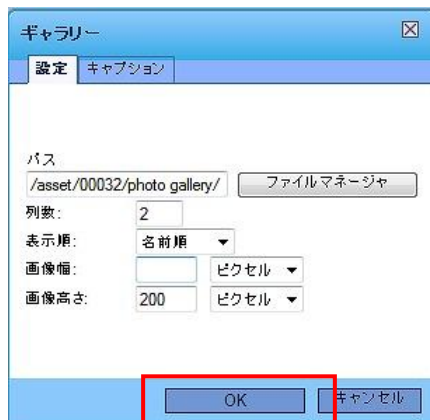 ギャラリー
設定 キャプション
パス
/asset/00032/photo gallery/ ファイルマネージャ
列数: 2
表示順: 名前順
画像幅: ピクセル
画像高さ: 200 ピクセル
OK キャンセル